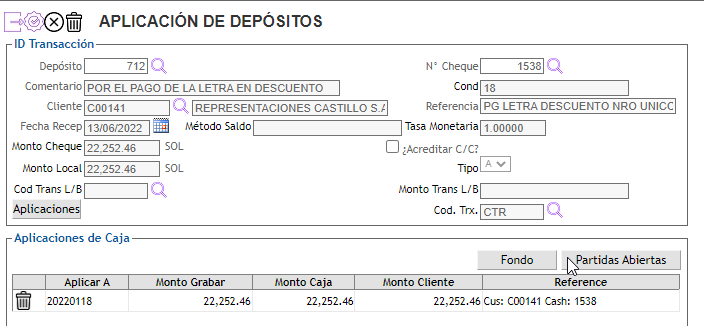 APLICACIÓN DE DEPÓSITOS
ID Transacción
Depósito 712 N° Cheque 1538
Comentario POR EL PAGO DE LA LETRA EN DESCUENTO Cond 18
Cliente C00141 REPRESENTACIONES CASTILLO S.A Referencia PG LETRA DESCUENTO NRO UNICO
Fecha Recep 13/06/2022 Método Saldo Tasa Monetaria 1.00000
Monto Cheque 22,252.46 SOL ¿Acreditar C/C?
Monto Local 22,252.46 SOL Tipo A
Cod Trans L/B Monto Trans L/B
Aplicaciones Cod. Trx. CTR
Aplicaciones de Caja
Fondo Partidas Abiertas
Aplicar A Monto Grabar Monto Caja Monto Cliente Reference
20220118 22,252.46 22,252.46 22,252.46 Cus: C00141 Cash: 1538